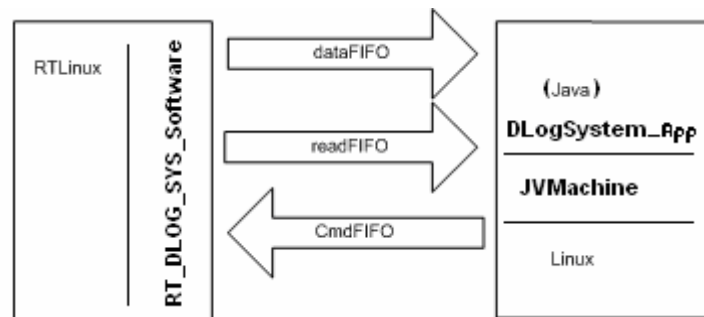 RTLinux
RT_DLOG_SYS_Software
dataFIFO
readFIFO
CmdFIFO
(Java)
DLogSystem_App
JVMachine
Linux